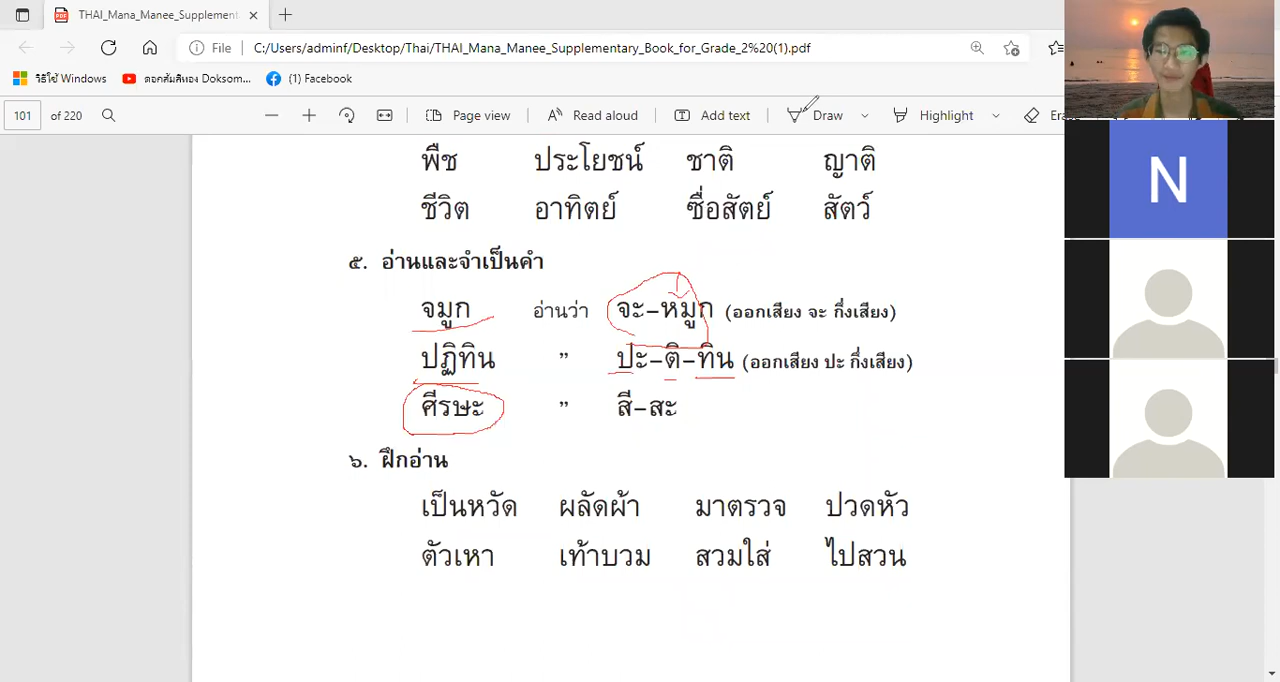 THAI_Mana_Manee_Supplement
File C:/Users/adminf/Desktop/Thai/THAI_Mana_Manee_Supplementary_Book_for_Grade_2%20(1).pdf
วิธีใช้ Windows ดอกส้มสีทอง Doksom... (1) Facebook
101 of 220 Page view Read aloud Add text Draw Highlight
พืช ประโยชน์ ชาติ ญาติ
ชีวิต อาทิตย์ ซื่อสัตย์ สัตว์
๕. อ่านและจำเป็นคำ
จมูก อ่านว่า จะ–หมูก (ออกเสียง จะ กึ่งเสียง)
ปฏิทิน ” ปะ–ติ–ทิน (ออกเสียง ปะ กึ่งเสียง)
ศีรษะ ” สี–สะ
๖. ฝึกอ่าน
เป็นหวัด ผลัดผ้า มาตรวจ ปวดหัว
ตัวเหา เท้าบวม สวมใส่ ไปสวน
N